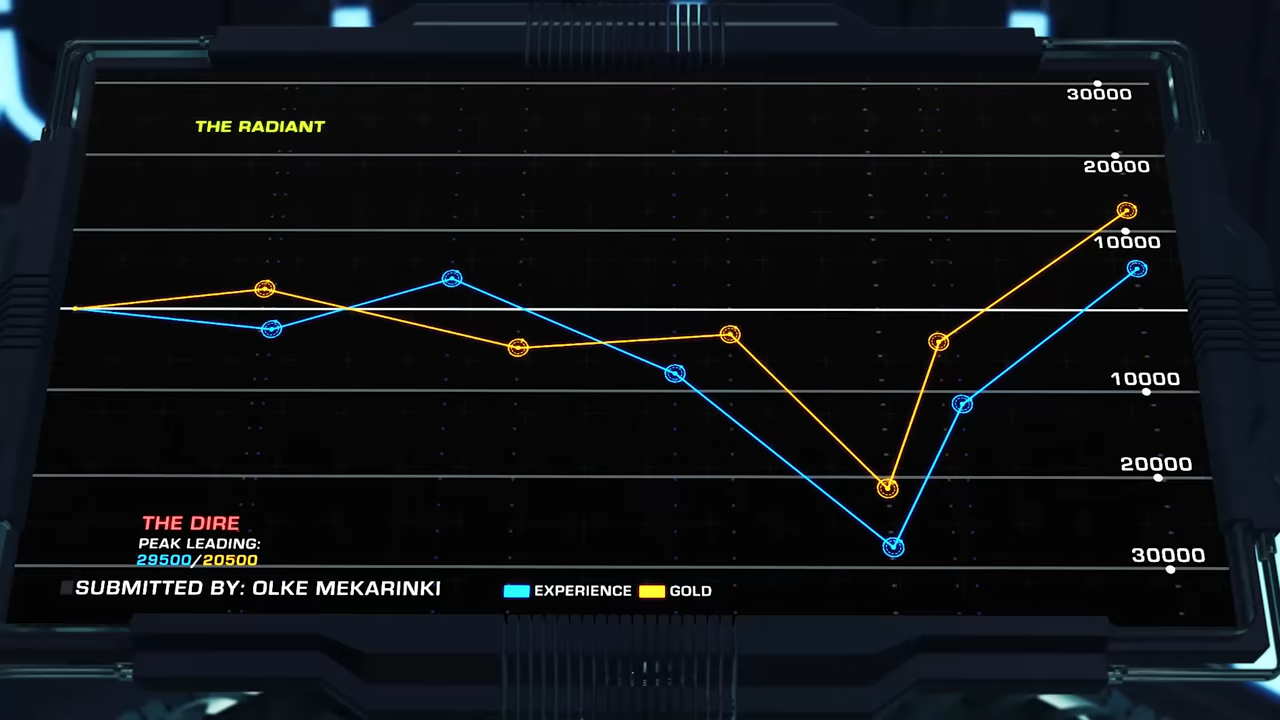 30000
THE RADIANT
20000
10000
10000
20000
THE DIRE
PEAK LEADING:
29500/20500
30000
SUBMITTED BY: OLKE MEKARINKI
EXPERIENCE GOLD